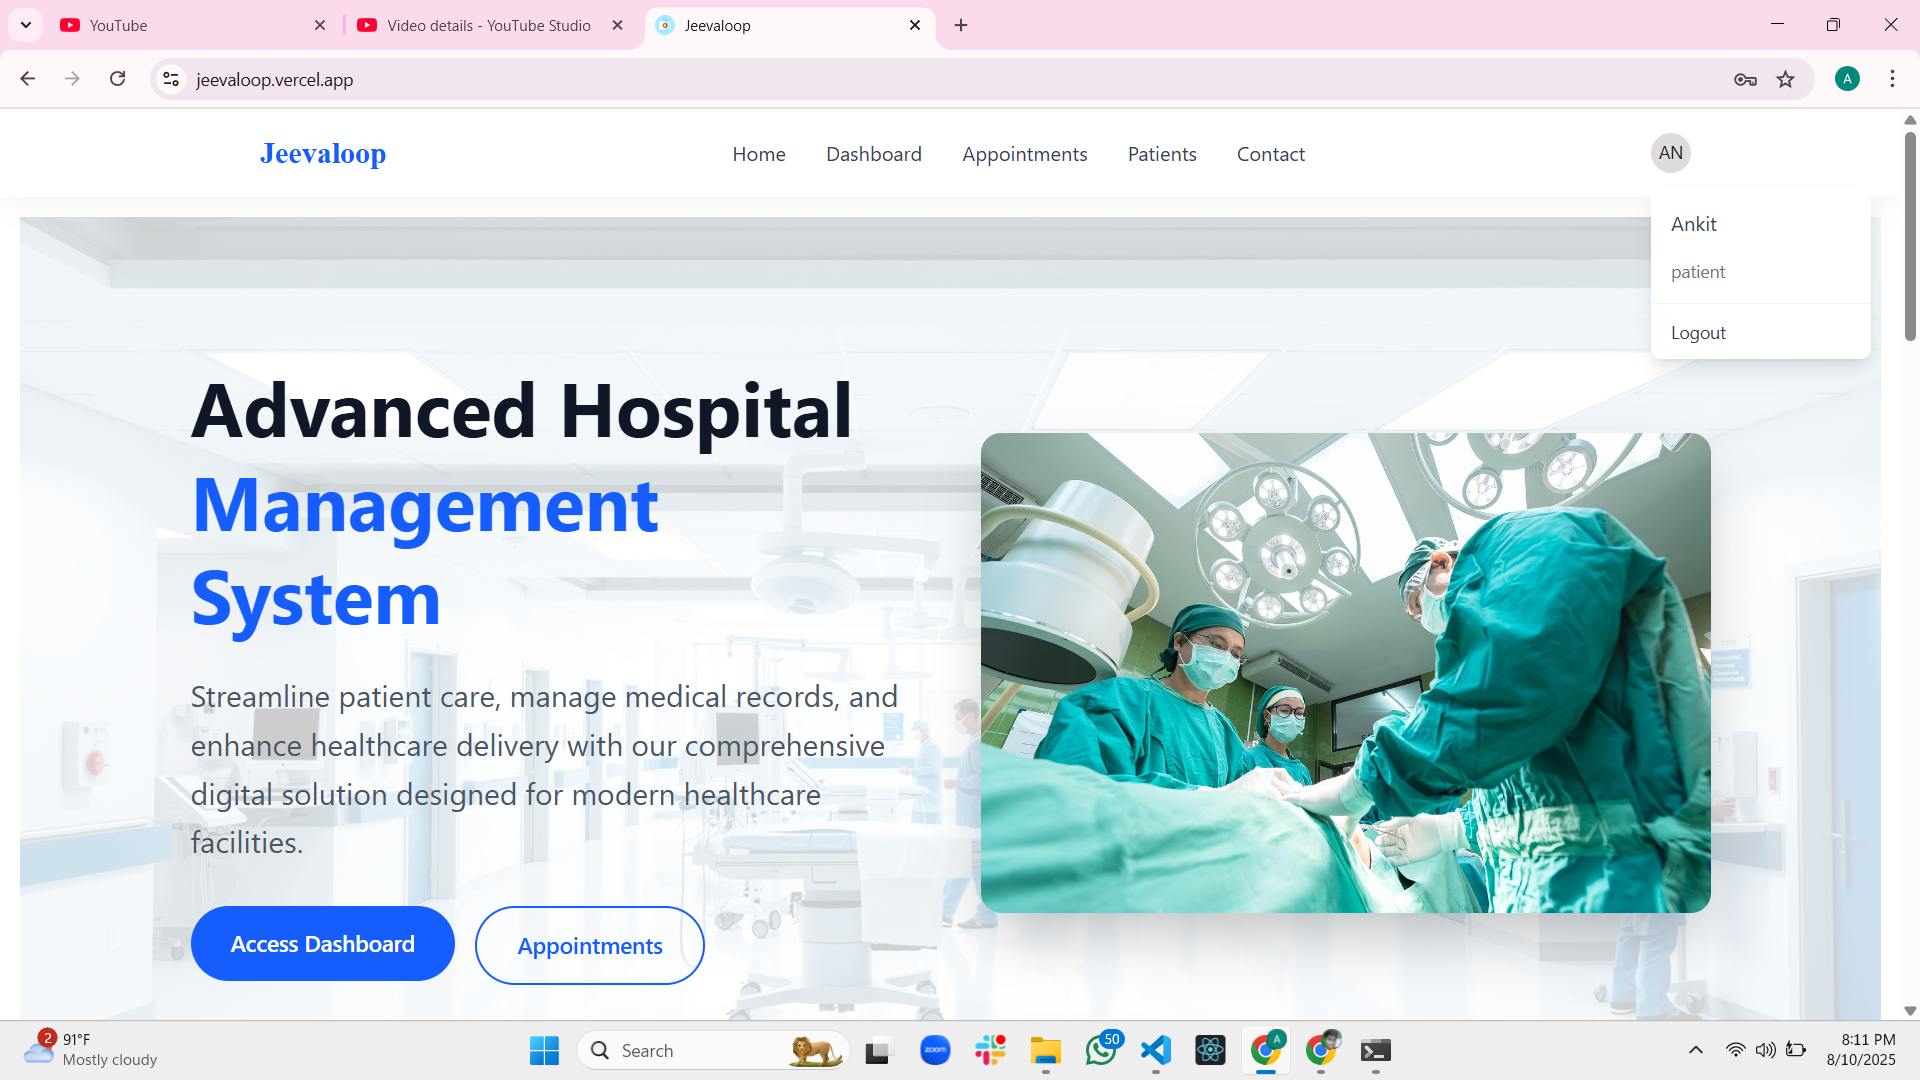 YouTube
Video details - YouTube Studio
Jeevaloop
jeevaloop.vercel.app
A
Jeevaloop
Home
Dashboard
Appointments
Patients
Contact
AN
Ankit
patient
Logout
Advanced Hospital
Management
System
Streamline patient care, manage medical records, and
enhance healthcare delivery with our comprehensive
digital solution designed for modern healthcare
facilities.
Access Dashboard
Appointments
2
91°F
Mostly cloudy
Search
zoom
50
A
8:11 PM
8/10/2025